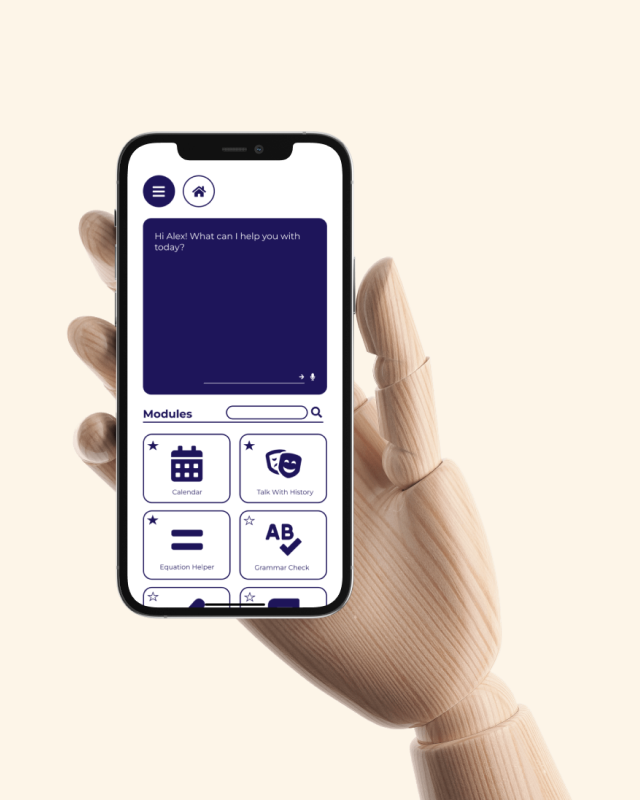 Hi Alex! What can I help you with
today?
Modules
Calendar
Talk With History
Equation Helper
AB
Grammar Check